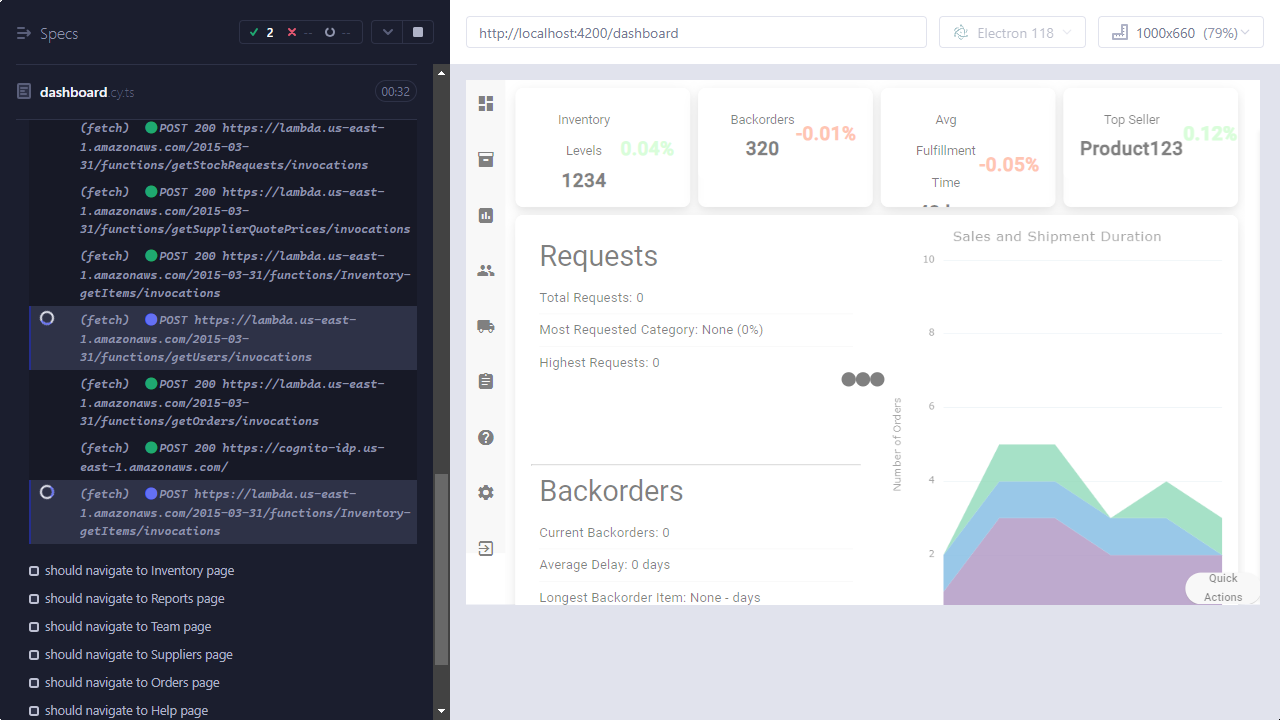 Specs
2
--
--
dashboard.cy.ts
00:32
(fetch) POST 200 https://lambda.us-east-
1.amazonaws.com/2015-03-
31/functions/getStockRequests/invocations
(fetch) POST 200 https://lambda.us-east-
1.amazonaws.com/2015-03-
31/functions/getSupplierQuotePrices/invocations
(fetch) POST 200 https://lambda.us-east-
1.amazonaws.com/2015-03-31/functions/Inventory-
getItems/invocations
(fetch) POST https://lambda.us-east-
1.amazonaws.com/2015-03-
31/functions/getUsers/invocations
(fetch) POST 200 https://lambda.us-east-
1.amazonaws.com/2015-03-
31/functions/getOrders/invocations
(fetch) POST 200 https://cognito-idp.us-
east-1.amazonaws.com/
(fetch) POST https://lambda.us-east-
1.amazonaws.com/2015-03-31/functions/Inventory-
getItems/invocations
should navigate to Inventory page
should navigate to Reports page
should navigate to Team page
should navigate to Suppliers page
should navigate to Orders page
should navigate to Help page
http://localhost:4200/dashboard
Electron 118
1000x660 (79%)
Inventory
Levels
1234
0.04%
Backorders
320
-0.01%
Avg
Fulfillment
Time
-0.05%
Top Seller
Product123
0.12%
Requests
Total Requests: 0
Most Requested Category: None (0%)
Highest Requests: 0
Backorders
Current Backorders: 0
Average Delay: 0 days
Longest Backorder Item: None - days
Sales and Shipment Duration
Number of Orders
10
8
6
4
2
Quick
Actions